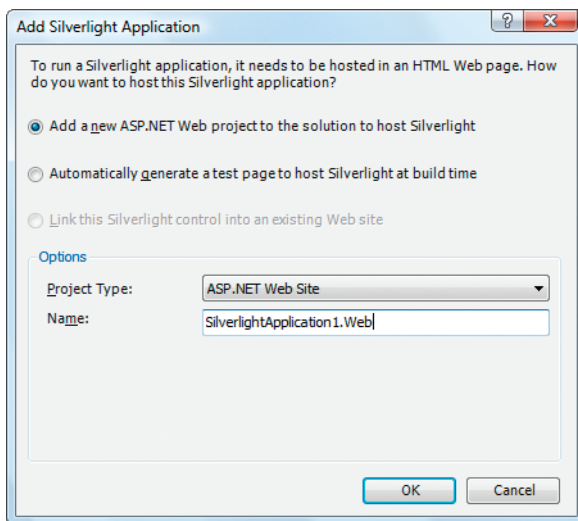 Add Silverlight Application
To run a Silverlight application, it needs to be hosted in an HTML Web page. How
do you want to host this Silverlight application?
Add a new ASP.NET Web project to the solution to host Silverlight
Automatically generate a test page to host Silverlight at build time
Link this Silverlight control into an existing Web site
Options
Project Type: ASP.NET Web Site
Name: SilverlightApplication1.Web
OK Cancel